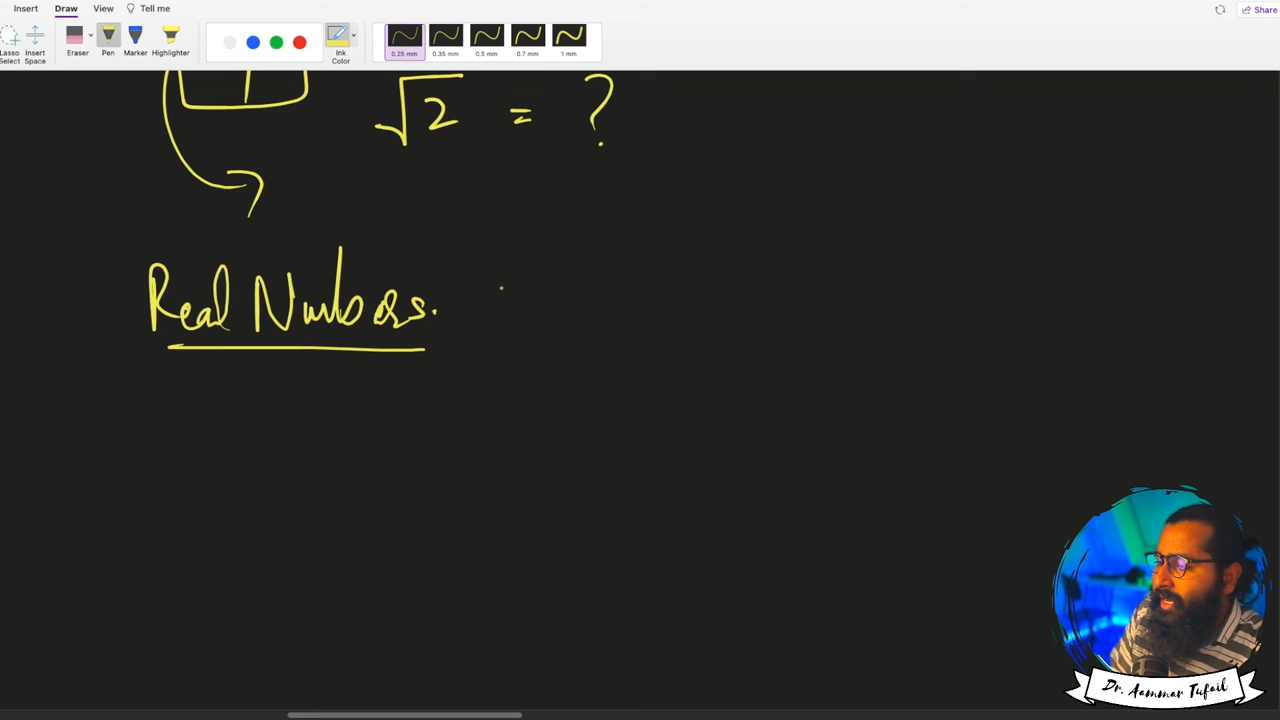 Insert Draw View Tell me
Share
Lasso Select
Insert Space
Eraser
Pen
Marker
Highlighter
Ink Color
0.25 mm
0.35 mm
0.5 mm
0.7 mm
1 mm
√2 = ?
Real Numbers.
Dr. Aammar Tufail